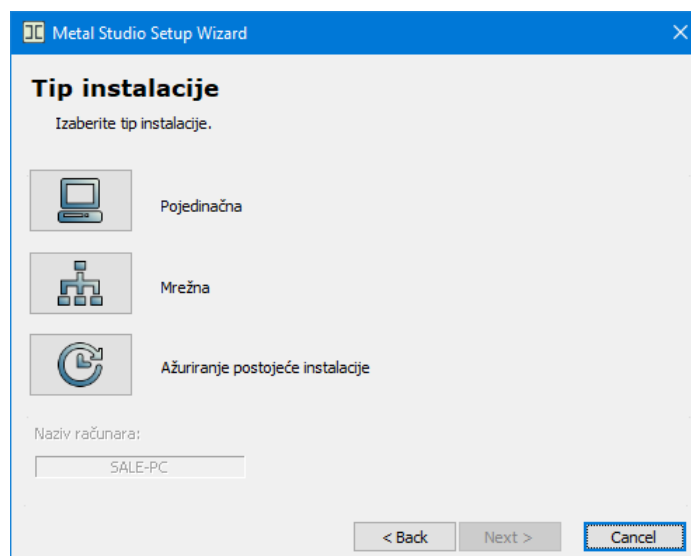 Metal Studio Setup Wizard
Tip instalacije
Izaberite tip instalacije.
Pojedinačna
Mrežna
Ažuriranje postojeće instalacije
Naziv računara:
SALE-PC
< Back
Next >
Cancel